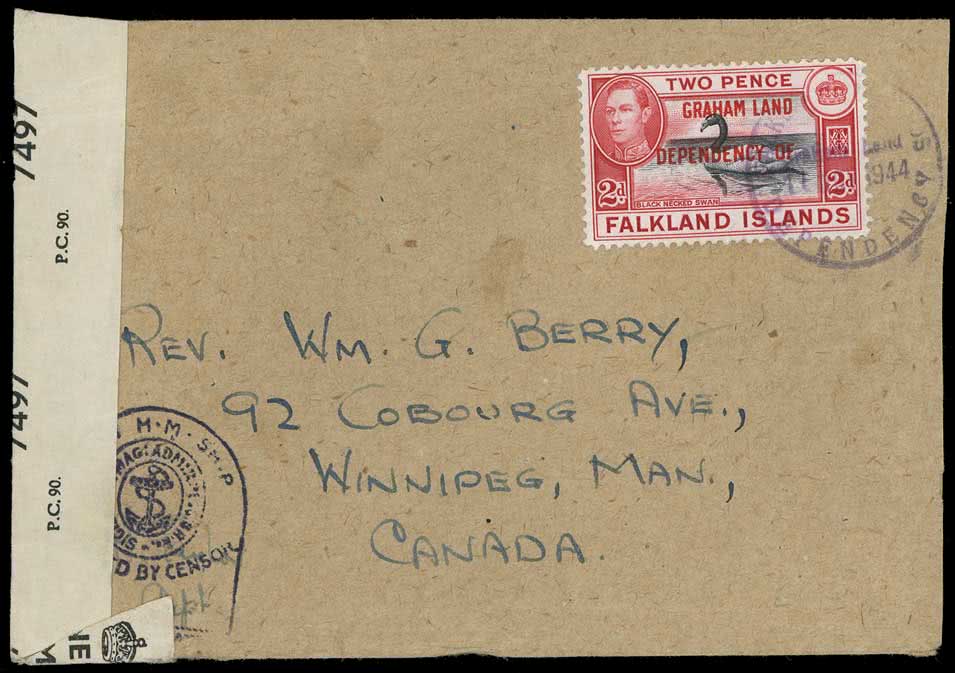 TWO PENCE
GRAHAM LAND
DEPENDENCY OF
2d 2d
BLACK NECKED SWAN
FALKLAND ISLANDS
1944
DEPENDENCY
7497
P.C. 90.
7497
P.C. 90.
REV. WM. G. BERRY,
92 COBOURG AVE.,
WINNIPEG, MAN.,
CANADA.
H.M. SHIP
BY CENSOR